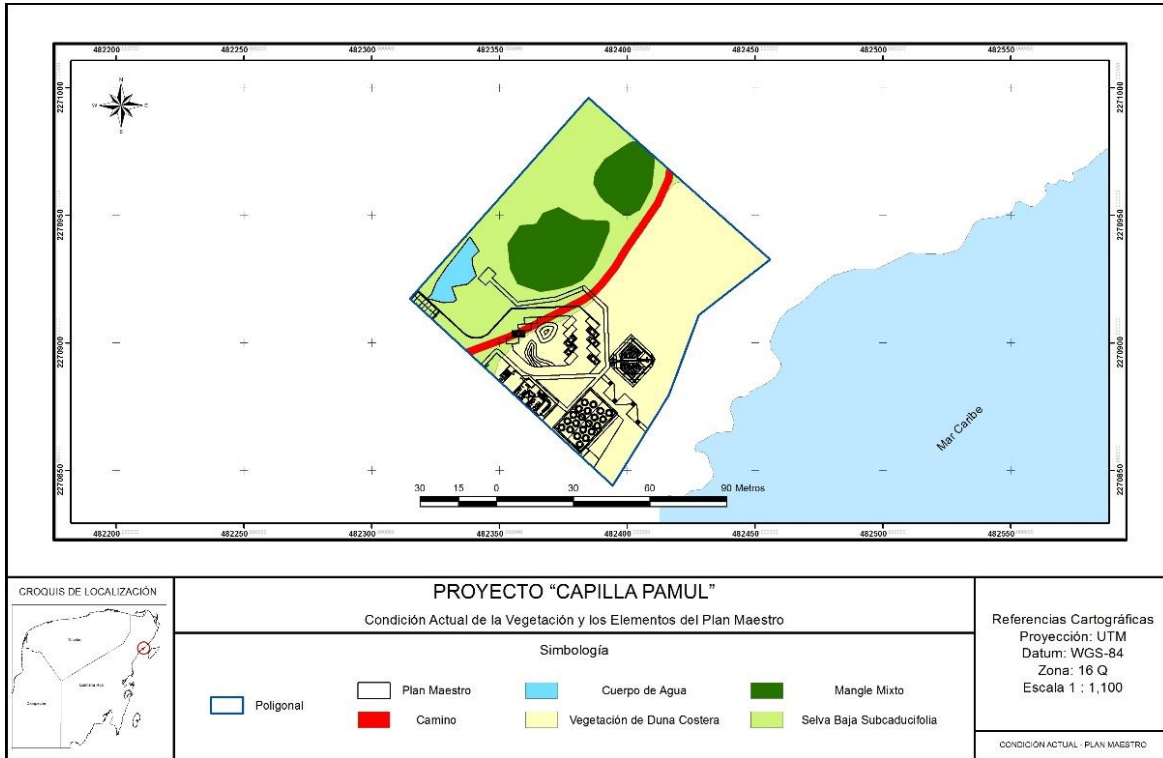 482200 482250 482300 482350 482400 482450 482500 482550
2271000 2271000
2270950 2270950
2270900 2270900
2270850 2270850
N
W E
S
Mar Caribe
30 15 0 30 60 90 Metros
482200 482250 482300 482350 482400 482450 482500 482550
CROQUIS DE LOCALIZACIÓN
PROYECTO “CAPILLA PAMUL”
Condición Actual de la Vegetación y los Elementos del Plan Maestro
Simbología
Poligonal
Plan Maestro
Camino
Cuerpo de Agua
Vegetación de Duna Costera
Mangle Mixto
Selva Baja Subcaducifolia
Referencias Cartográficas
Proyección: UTM
Datum: WGS-84
Zona: 16 Q
Escala 1 : 1,100
CONDICIÓN ACTUAL - PLAN MAESTRO